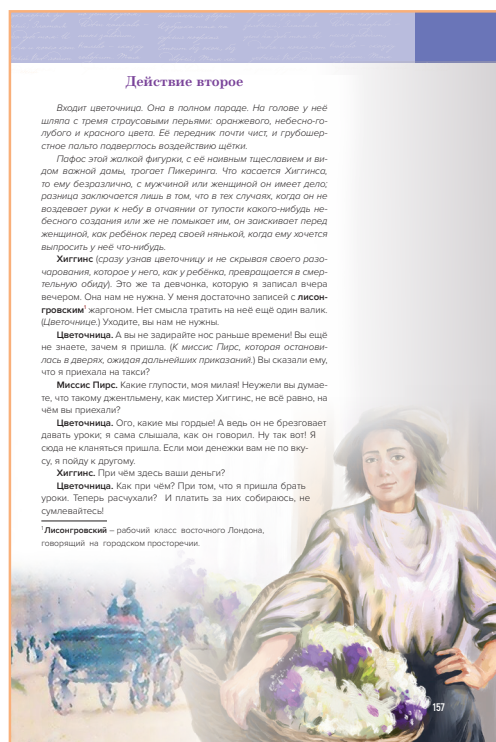 Действие второе
Входит цветочница. Она в полном параде. На голове у неё
шляпа с тремя страусовыми перьями: оранжевого, небесно-го-
лубого и красного цвета. Её передник почти чист, и грубошер-
стное пальто подверглось воздействию щётки.
Пафос этой жалкой фигурки, с её наивным тщеславием и ви-
дом важной дамы, трогает Пикеринга. Что касается Хиггинса,
то ему безразлично, с мужчиной или женщиной он имеет дело;
разница заключается лишь в том, что в тех случаях, когда он не
воздевает руки к небу в отчаянии от тупости какого-нибудь не-
бесного создания или же не помыкает им, он заискивает перед
женщиной, как ребёнок перед своей нянькой, когда ему хочется
выпросить у неё что-нибудь.
Хиггинс (сразу узнав цветочницу и не скрывая своего разо-
чарования, которое у него, как у ребёнка, превращается в смер-
тельную обиду). Это же та девчонка, которую я записал вчера
вечером. Она нам не нужна. У меня достаточно записей с лисон-
гровским¹ жаргоном. Нет смысла тратить на неё ещё один валик.
(Цветочнице.) Уходите, вы нам не нужны.
Цветочница. А вы не задирайте нос раньше времени! Вы ещё
не знаете, зачем я пришла. (К миссис Пирс, которая останови-
лась в дверях, ожидая дальнейших приказаний.) Вы сказали ему,
что я приехала на такси?
Миссис Пирс. Какие глупости, моя милая! Неужели вы думае-
те, что такому джентльмену, как мистер Хиггинс, не всё равно, на
чём вы приехали?
Цветочница. Ого, какие мы гордые! А ведь он не брезговает
давать уроки; я сама слышала, как он говорил. Ну так вот! Я
сюда не кланяться пришла. Если мои денежки вам не по вку-
су, я пойду к другому.
Хиггинс. При чём здесь ваши деньги?
Цветочница. Как при чём? При том, что я пришла брать
уроки. Теперь расчухали? И платить за них собираюсь, не
сумлевайтесь!
¹Лисонгровский – рабочий класс восточного Лондона,
говорящий на городском просторечии.
157